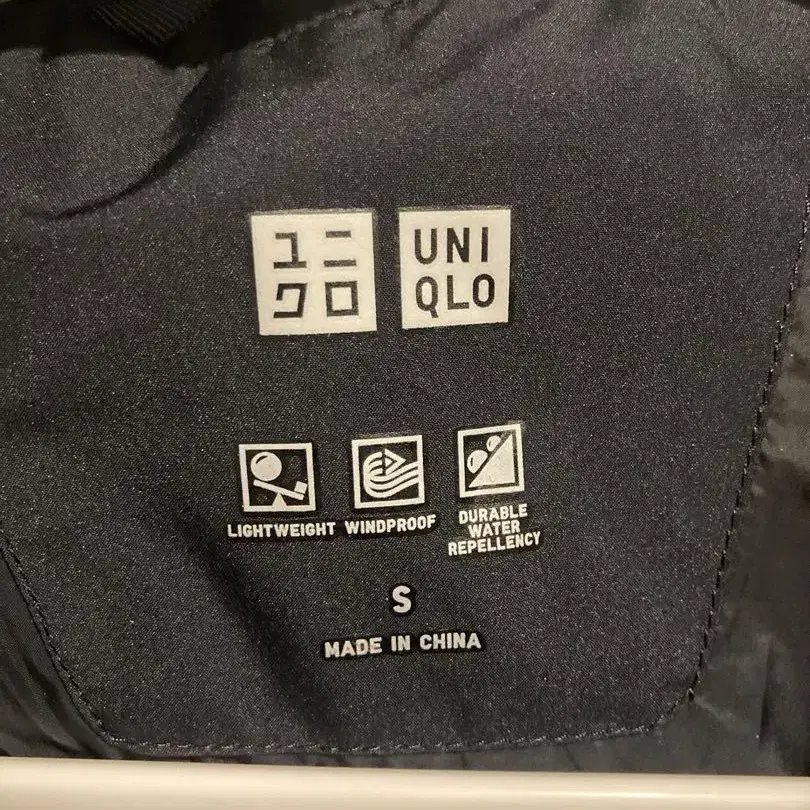 ユニ
クロ
UNI
QLO
LIGHTWEIGHT
WINDPROOF
DURABLE
WATER
REPELLENCY
S
MADE IN CHINA